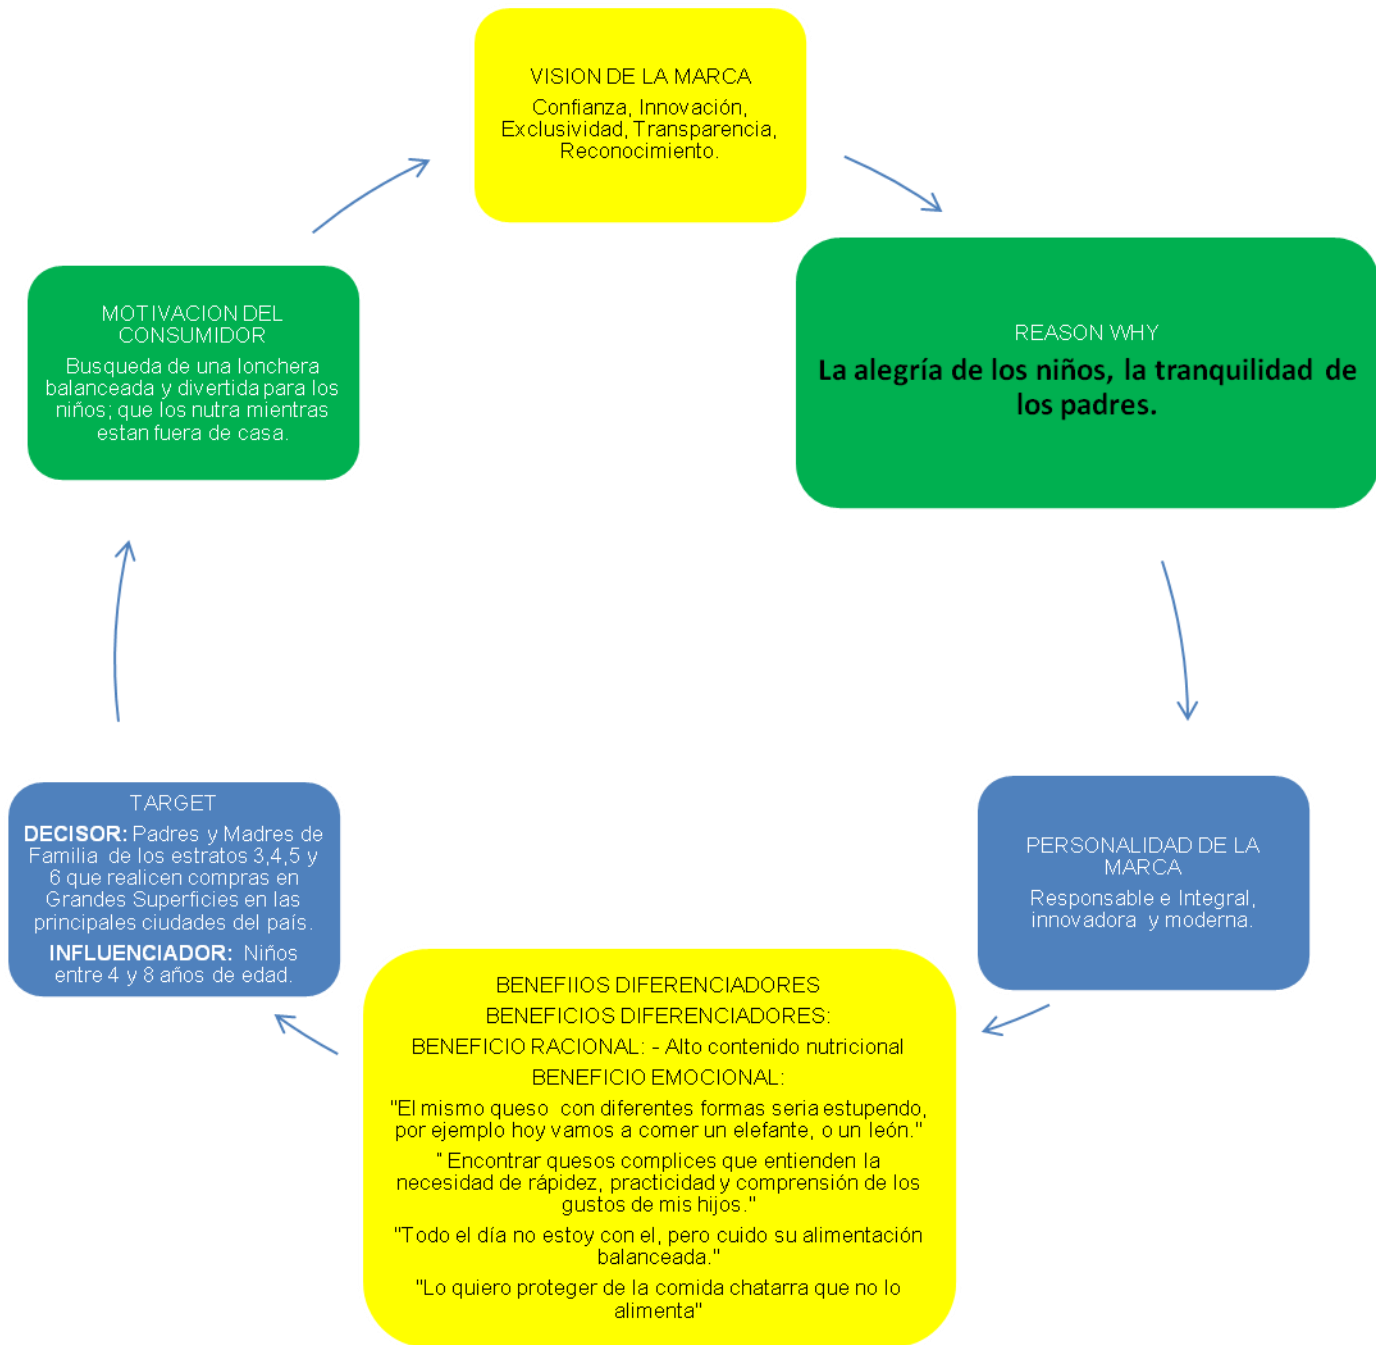 VISION DE LA MARCA
Confianza, Innovación,
Exclusividad, Transparencia,
Reconocimiento.
REASON WHY
La alegría de los niños, la tranquilidad de
los padres.
PERSONALIDAD DE LA
MARCA
Responsable e Integral,
innovadora y moderna.
BENEFIIOS DIFERENCIADORES
BENEFICIOS DIFERENCIADORES:
BENEFICIO RACIONAL: - Alto contenido nutricional
BENEFICIO EMOCIONAL:
"El mismo queso con diferentes formas seria estupendo,
por ejemplo hoy vamos a comer un elefante, o un león."
" Encontrar quesos complices que entienden la
necesidad de rápidez, practicidad y comprensión de los
gustos de mis hijos."
"Todo el día no estoy con el, pero cuido su alimentación
balanceada."
"Lo quiero proteger de la comida chatarra que no lo
alimenta"
TARGET
DECISOR: Padres y Madres de
Familia de los estratos 3,4,5 y
6 que realicen compras en
Grandes Superficies en las
principales ciudades del país.
INFLUENCIADOR: Niños
entre 4 y 8 años de edad.
MOTIVACION DEL
CONSUMIDOR
Busqueda de una lonchera
balanceada y divertida para los
niños; que los nutra mientras
estan fuera de casa.